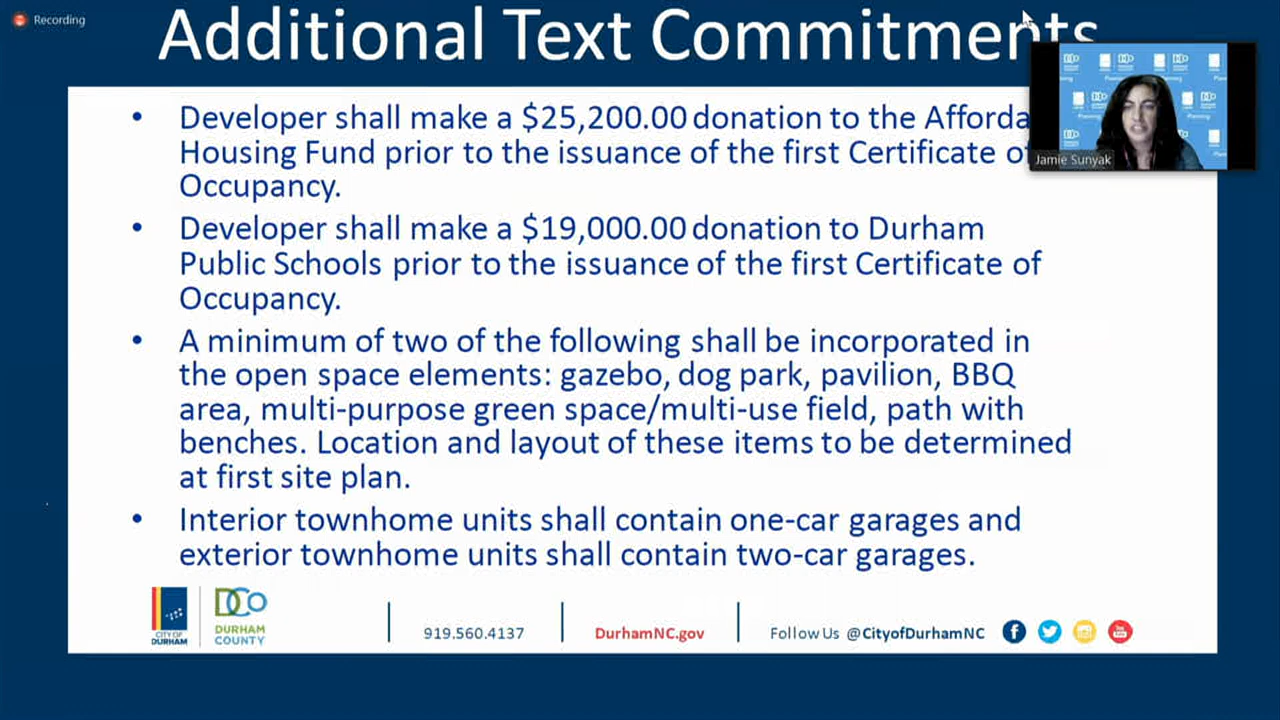 Recording
Additional Text Commitments
• Developer shall make a $25,200.00 donation to the Afforda
Housing Fund prior to the issuance of the first Certificate of
Occupancy.
• Developer shall make a $19,000.00 donation to Durham
Public Schools prior to the issuance of the first Certificate of
Occupancy.
• A minimum of two of the following shall be incorporated in
the open space elements: gazebo, dog park, pavilion, BBQ
area, multi-purpose green space/multi-use field, path with
benches. Location and layout of these items to be determined
at first site plan.
• Interior townhome units shall contain one-car garages and
exterior townhome units shall contain two-car garages.
Jamie Sunyak
CITY OF
DURHAM
DCo
DURHAM
COUNTY
919.560.4137
DurhamNC.gov
Follow Us @CityofDurhamNC